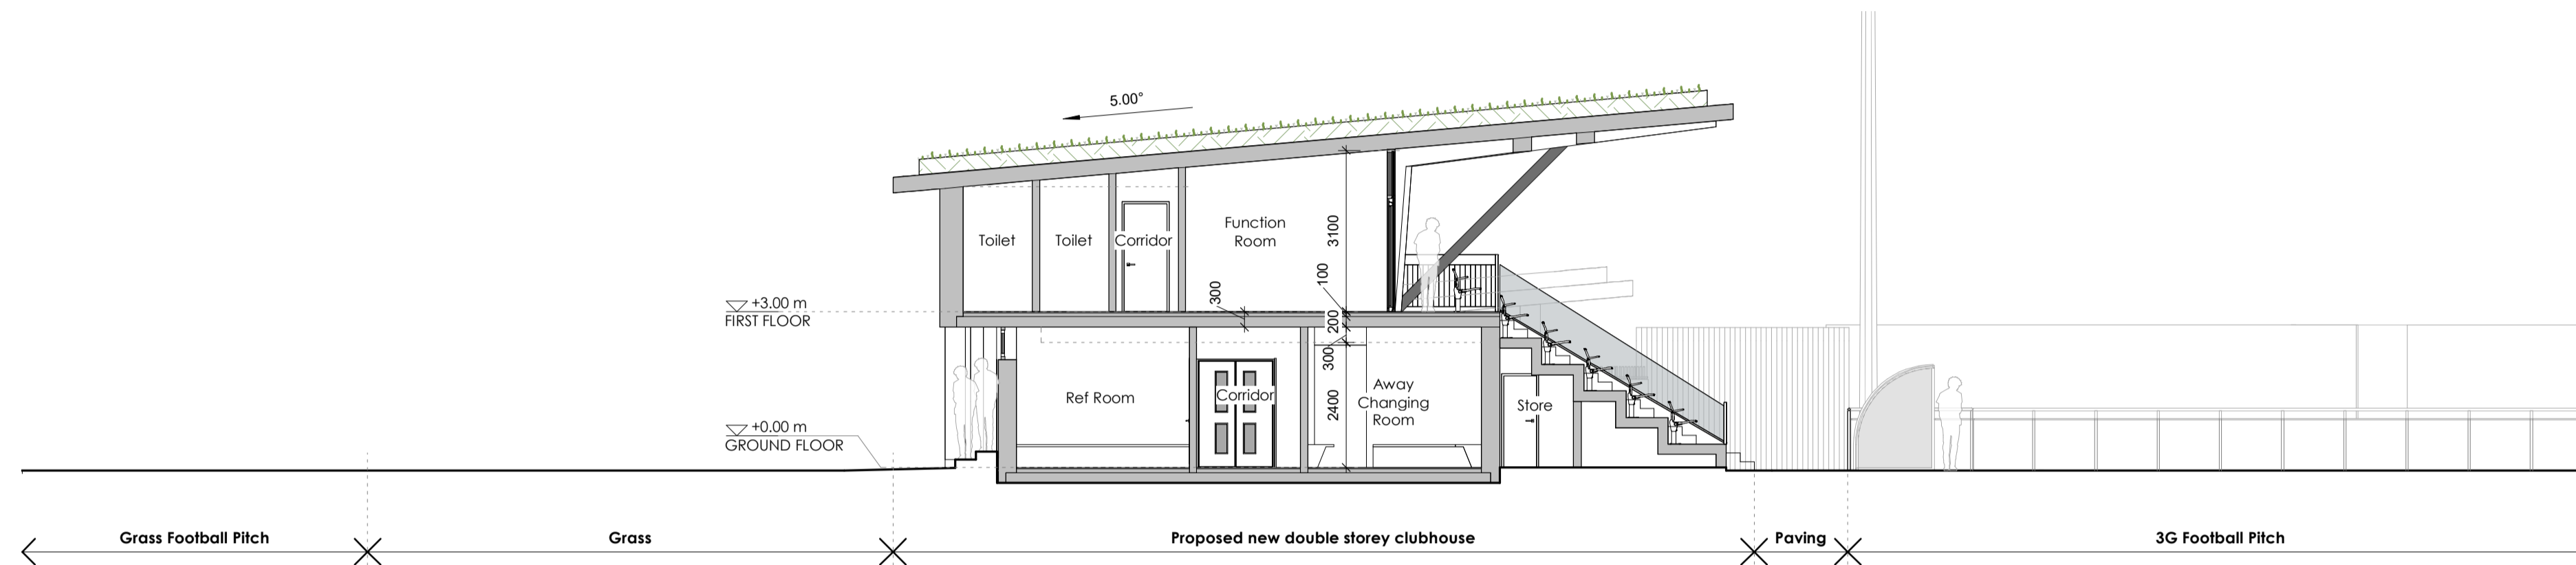 5.00°
Toilet
Toilet
Corridor
Function
Room
3100
100
300
200
300
2400
+3.00 m
FIRST FLOOR
+0.00 m
GROUND FLOOR
Ref Room
Corridor
Away
Changing
Room
Store
Grass Football Pitch
Grass
Proposed new double storey clubhouse
Paving
3G Football Pitch